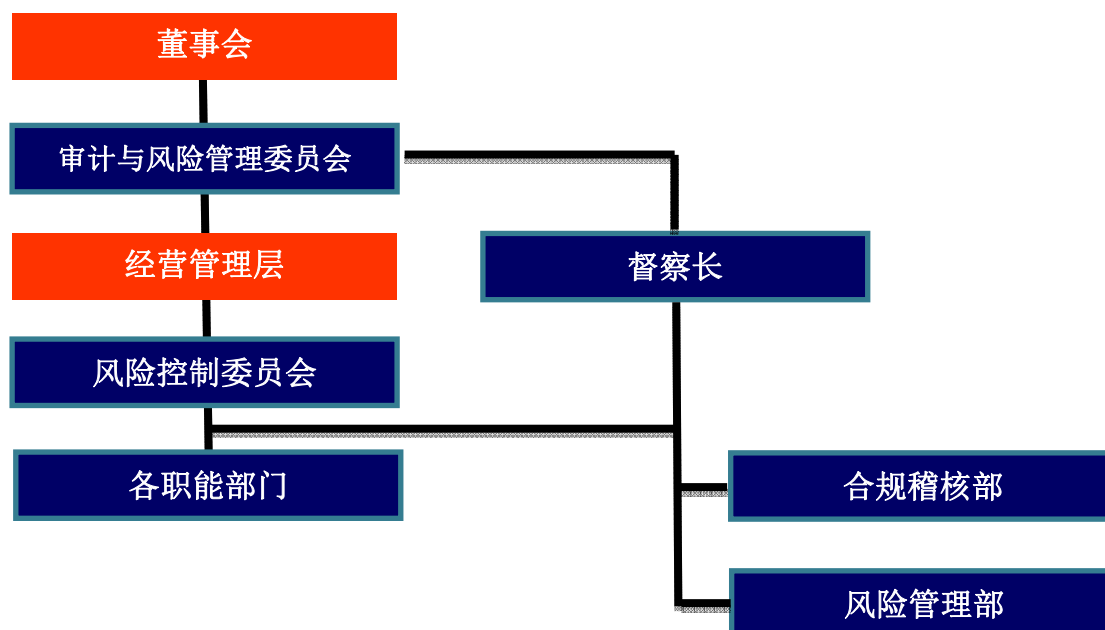 董事会
审计与风险管理委员会
经营管理层
督察长
风险控制委员会
各职能部门
合规稽核部
风险管理部